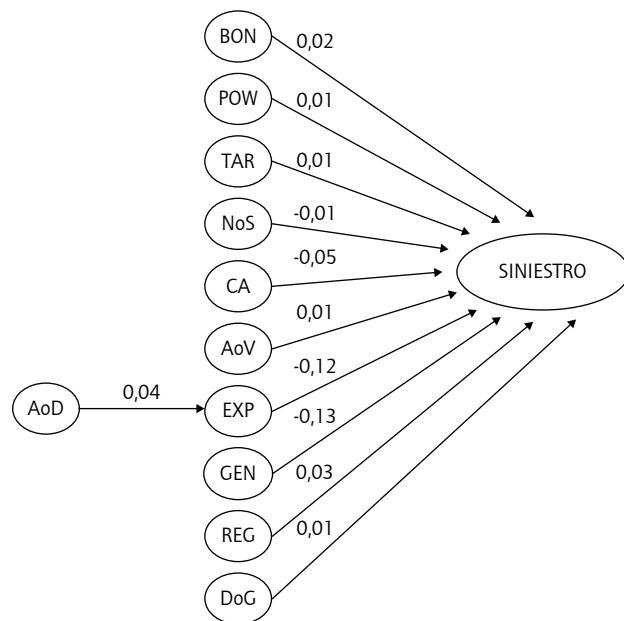 BON
0,02
POW
0,01
TAR
0,01
NoS
-0,01
CA
-0,05
SINIESTRO
AoV
0,01
AoD
0,04
EXP
-0,12
GEN
-0,13
REG
0,03
DoG
0,01